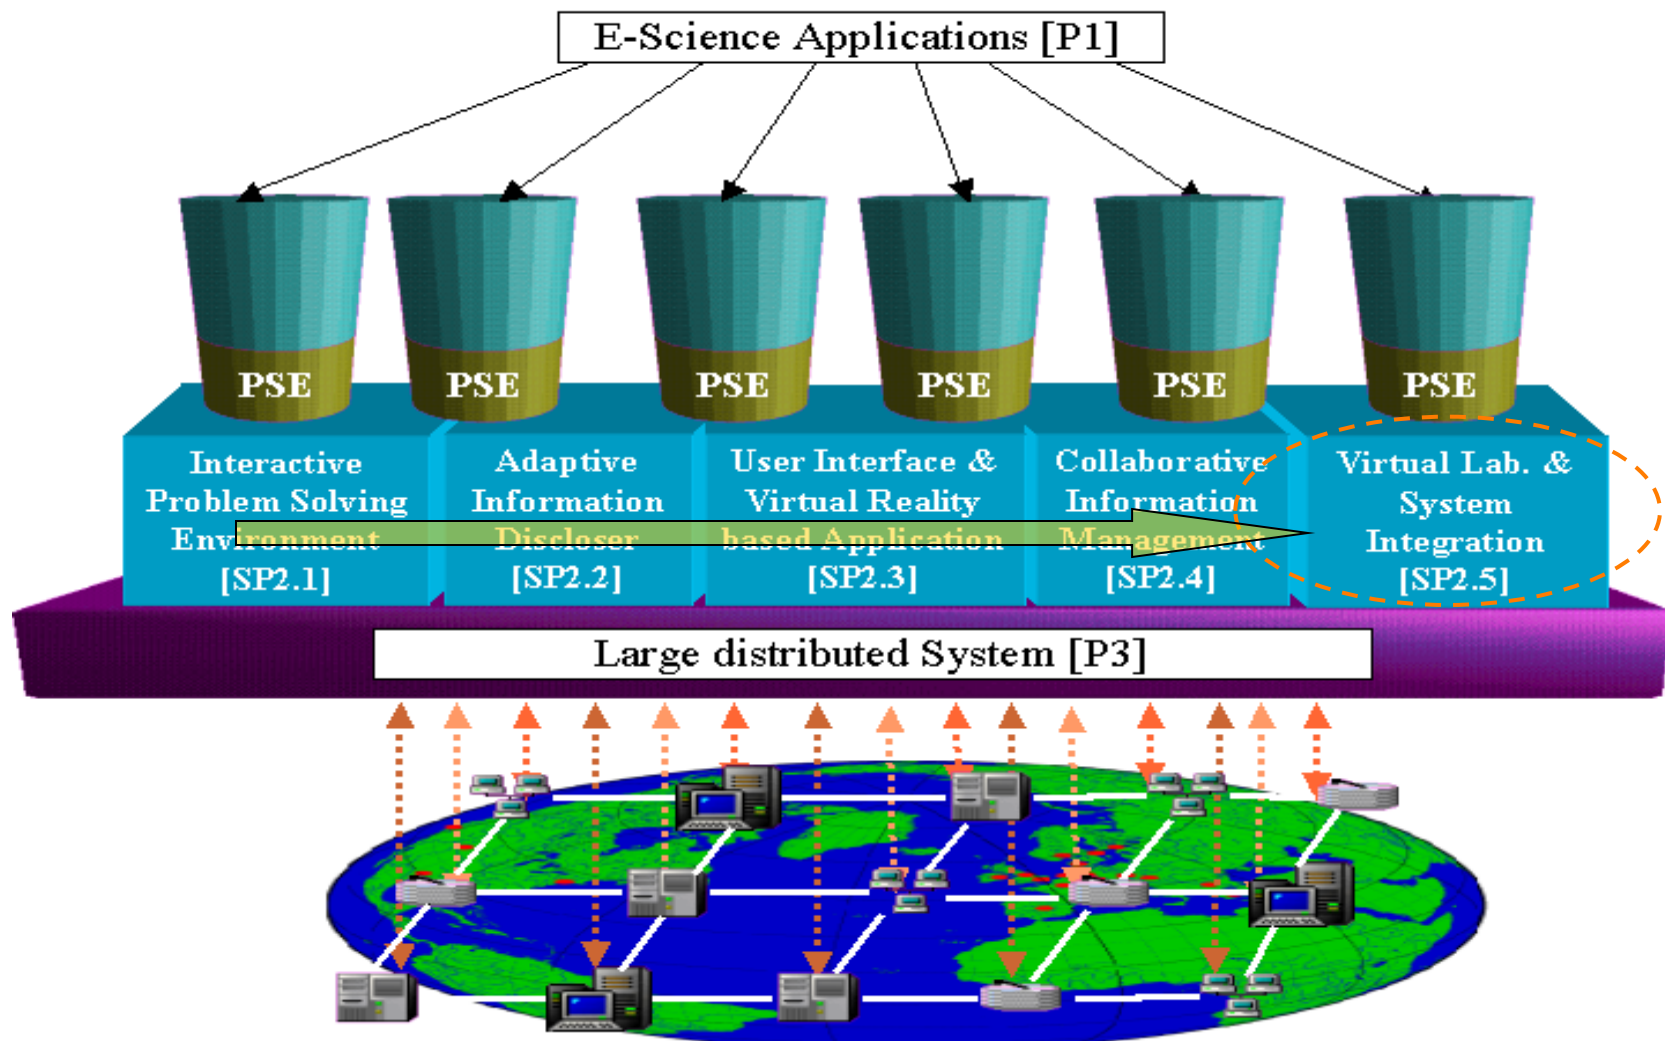 E-Science Applications [P1]
PSE
PSE
PSE
PSE
PSE
PSE
Interactive
Problem Solving
Environment
[SP2.1]
Adaptive
Information
Discloser
[SP2.2]
User Interface &
Virtual Reality
based Application
[SP2.3]
Collaborative
Information
Management
[SP2.4]
Virtual Lab. &
System
Integration
[SP2.5]
Large distributed System [P3]